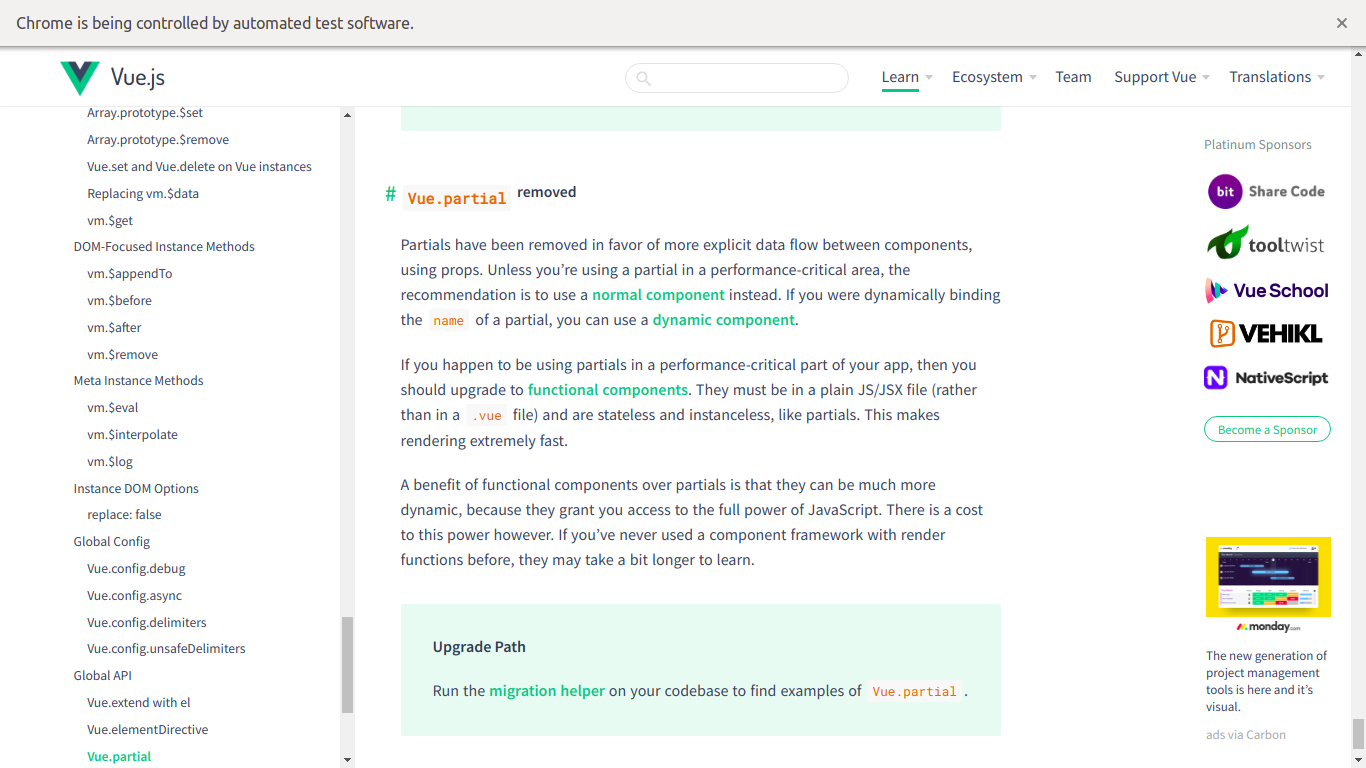 Chrome is being controlled by automated test software.
Vue.js
Learn
Ecosystem
Team
Support Vue
Translations
Array.prototype.$set
Array.prototype.$remove
Vue.set and Vue.delete on Vue instances
Replacing vm.$data
vm.$get
DOM-Focused Instance Methods
vm.$appendTo
vm.$before
vm.$after
vm.$remove
Meta Instance Methods
vm.$eval
vm.$interpolate
vm.$log
Instance DOM Options
replace: false
Global Config
Vue.config.debug
Vue.config.async
Vue.config.delimiters
Vue.config.unsafeDelimiters
Global API
Vue.extend with el
Vue.elementDirective
Vue.partial
# Vue.partial removed
Partials have been removed in favor of more explicit data flow between components,
using props. Unless you’re using a partial in a performance-critical area, the
recommendation is to use a normal component instead. If you were dynamically binding
the name of a partial, you can use a dynamic component.
If you happen to be using partials in a performance-critical part of your app, then you
should upgrade to functional components. They must be in a plain JS/JSX file (rather
than in a .vue file) and are stateless and instanceless, like partials. This makes
rendering extremely fast.
A benefit of functional components over partials is that they can be much more
dynamic, because they grant you access to the full power of JavaScript. There is a cost
to this power however. If you’ve never used a component framework with render
functions before, they may take a bit longer to learn.
Upgrade Path
Run the migration helper on your codebase to find examples of Vue.partial.
Platinum Sponsors
bit Share Code
tooltwist
Vue School
VEHIKL
NativeScript
Become a Sponsor
monday.com
The new generation of
project management
tools is here and it’s
visual.
ads via Carbon